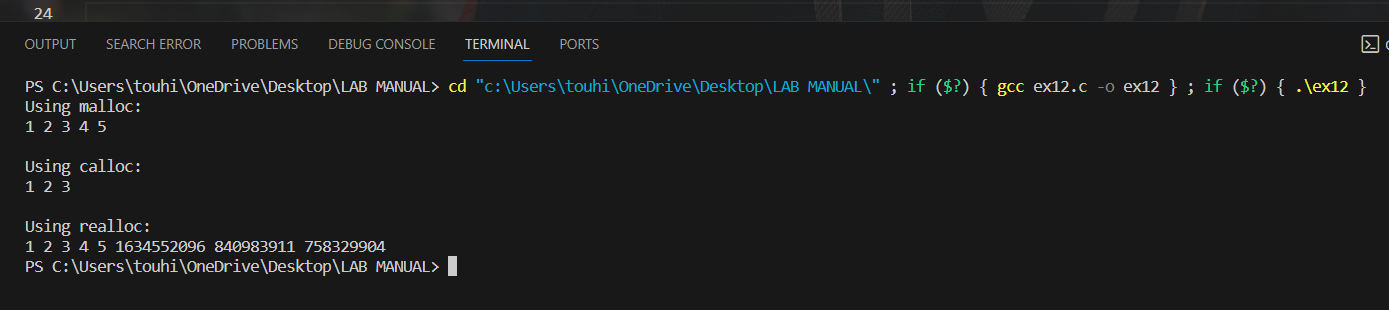 24
OUTPUT SEARCH ERROR PROBLEMS DEBUG CONSOLE TERMINAL PORTS
PS C:\Users\touhi\OneDrive\Desktop\LAB MANUAL> cd "c:\Users\touhi\OneDrive\Desktop\LAB MANUAL\" ; if ($?) { gcc ex12.c -o ex12 } ; if ($?) { .\ex12 }
Using malloc:
1 2 3 4 5
Using calloc:
1 2 3
Using realloc:
1 2 3 4 5 1634552096 840983911 758329904
PS C:\Users\touhi\OneDrive\Desktop\LAB MANUAL>